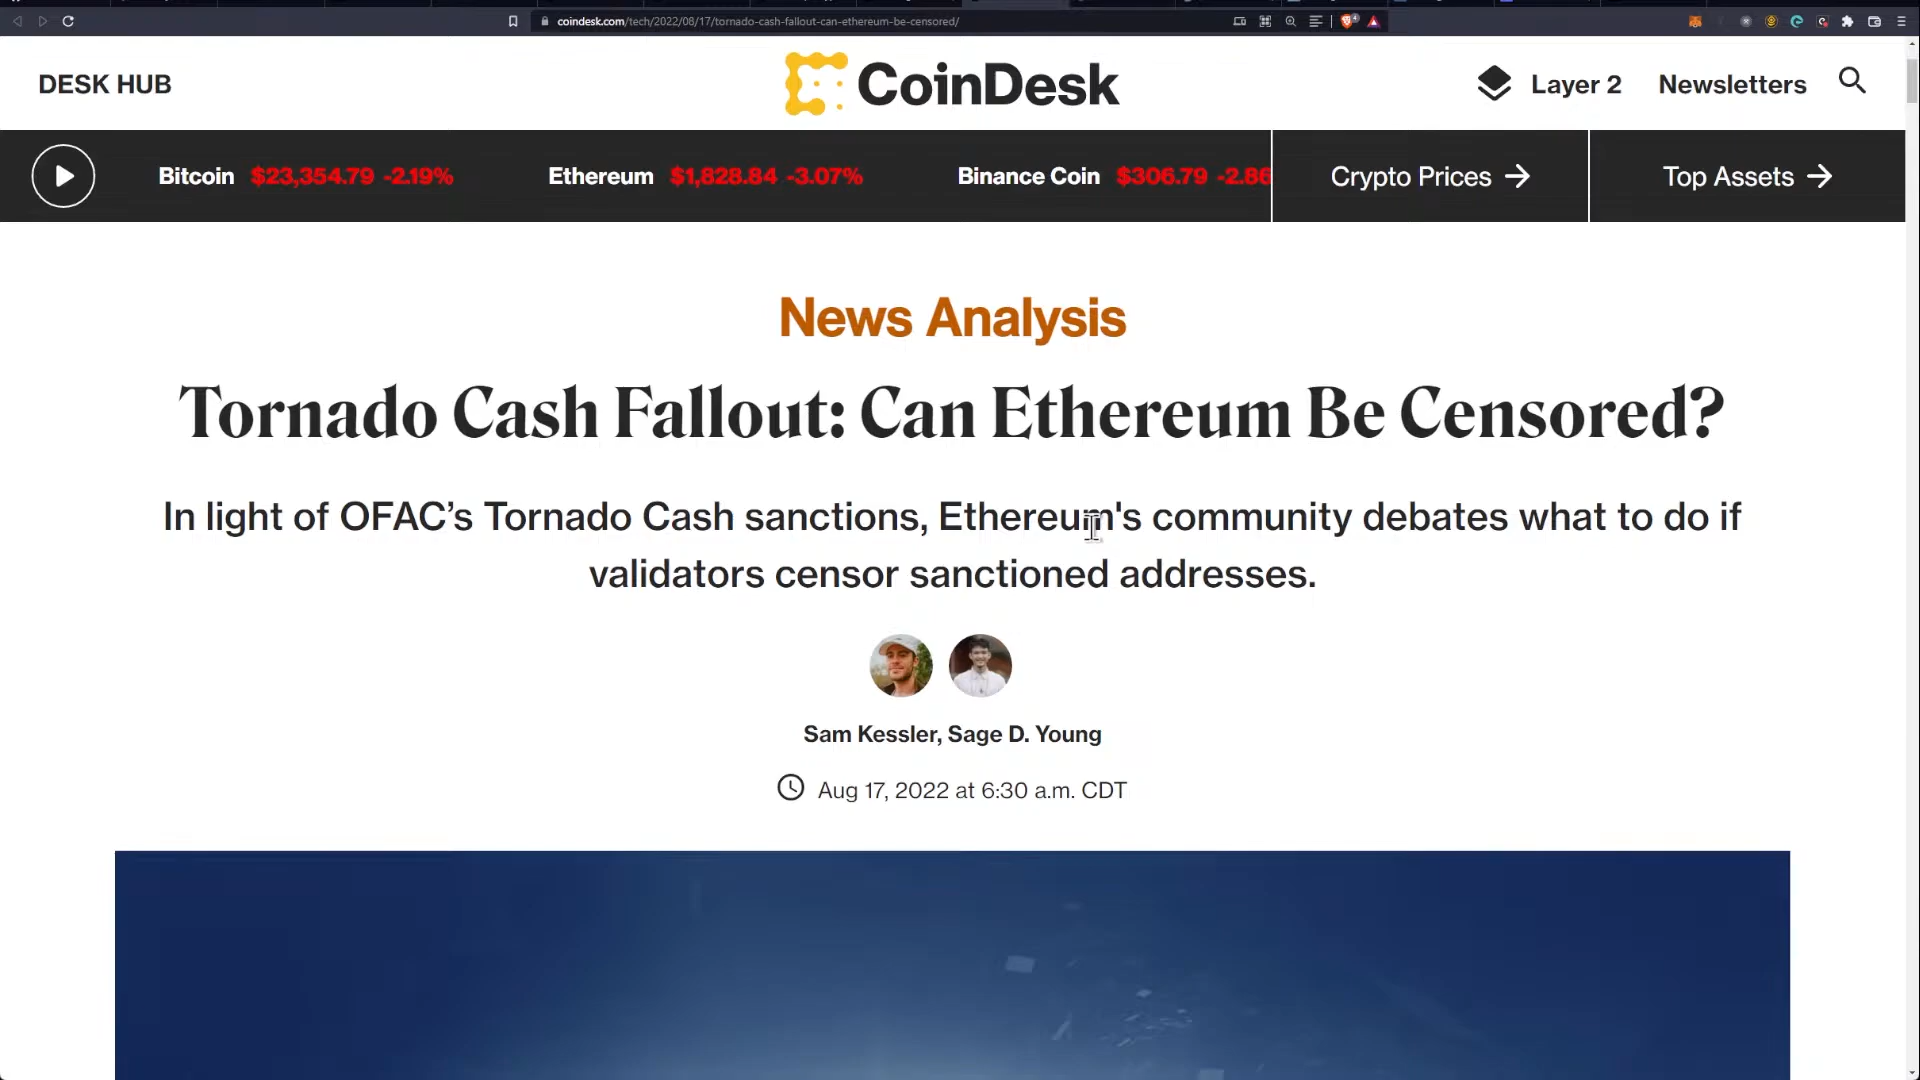 coindesk.com/tech/2022/08/17/tornado-cash-fallout-can-ethereum-be-censored/
DESK HUB
CoinDesk
Layer 2
Newsletters
Bitcoin $23,354.79 -2.19%
Ethereum $1,828.84 -3.07%
Binance Coin $306.79 -2.86
Crypto Prices →
Top Assets →
News Analysis
Tornado Cash Fallout: Can Ethereum Be Censored?
In light of OFAC’s Tornado Cash sanctions, Ethereum's community debates what to do if
validators censor sanctioned addresses.
Sam Kessler, Sage D. Young
Aug 17, 2022 at 6:30 a.m. CDT